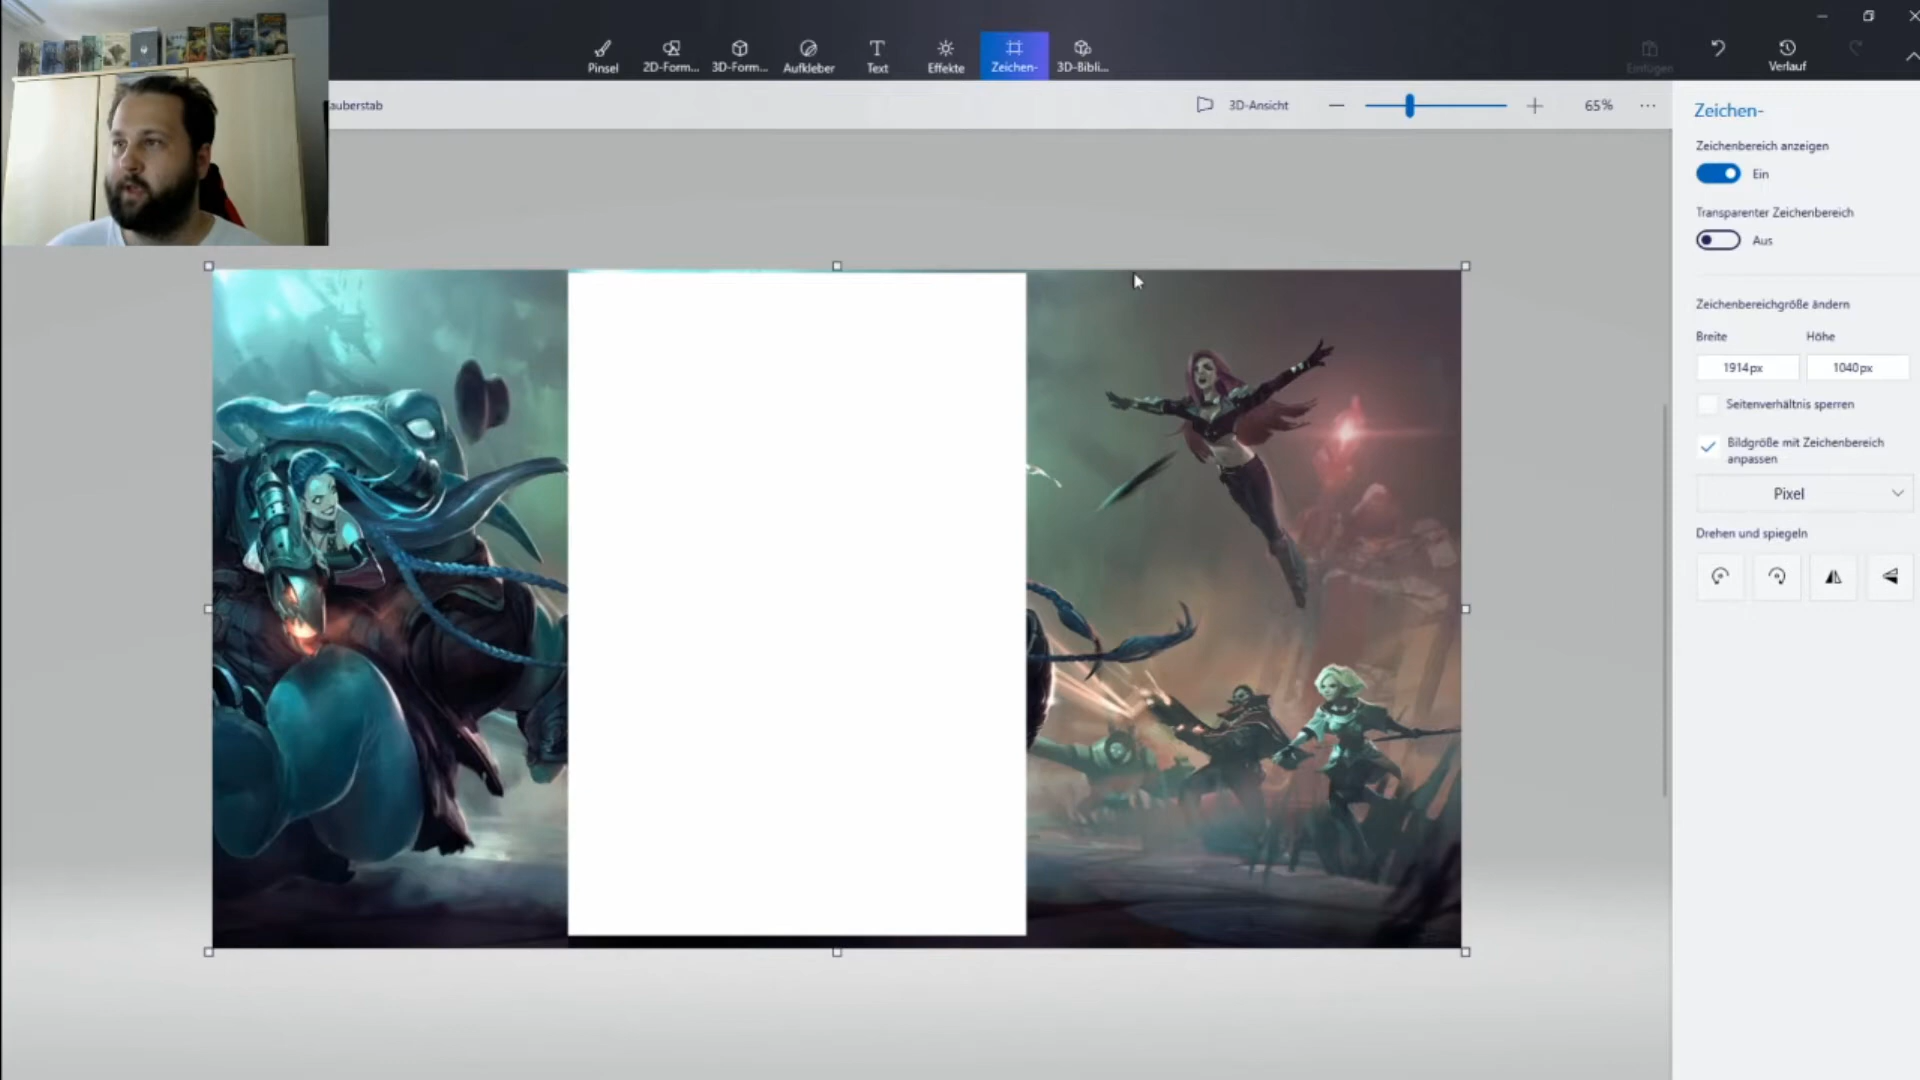 Pinsel
2D-Form...
3D-Form...
Aufkleber
Text
Effekte
Zeichen-
3D-Bibli...
Einfügen
Verlauf
auberstab
3D-Ansicht
65%
Zeichen-
Zeichenbereich anzeigen
Ein
Transparenter Zeichenbereich
Aus
Zeichenbereichgröße ändern
Breite
Höhe
1914px
1040px
Seitenverhältnis sperren
Bildgröße mit Zeichenbereich
anpassen
Pixel
Drehen und spiegeln